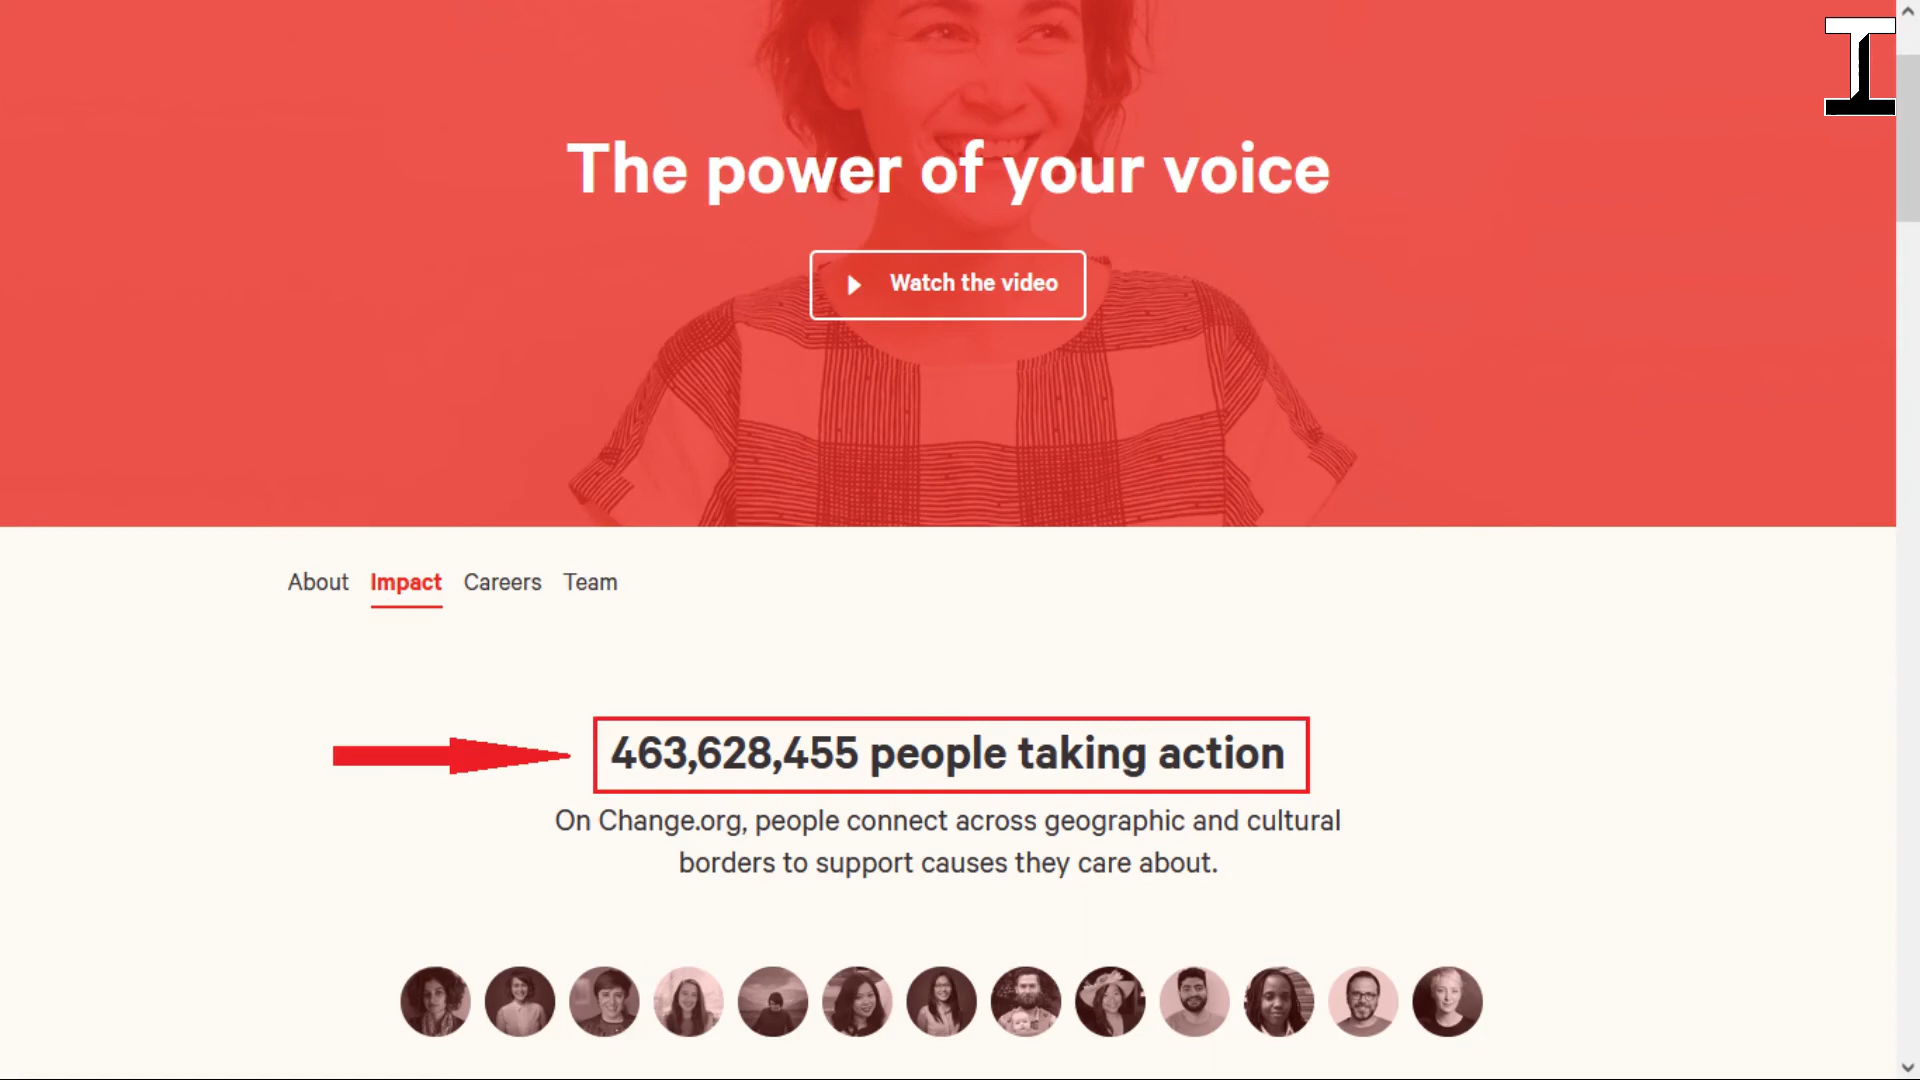 I
The power of your voice
Watch the video
About Impact Careers Team
463,628,455 people taking action
On Change.org, people connect across geographic and cultural
borders to support causes they care about.